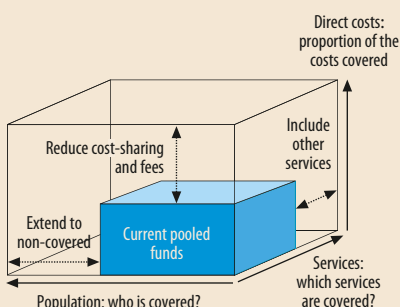 Direct costs:
proportion of the
costs covered
Reduce cost-sharing
and fees
Include
other
services
Extend to
non-covered
Current pooled
funds
Services:
which services
are covered?
Population: who is covered?